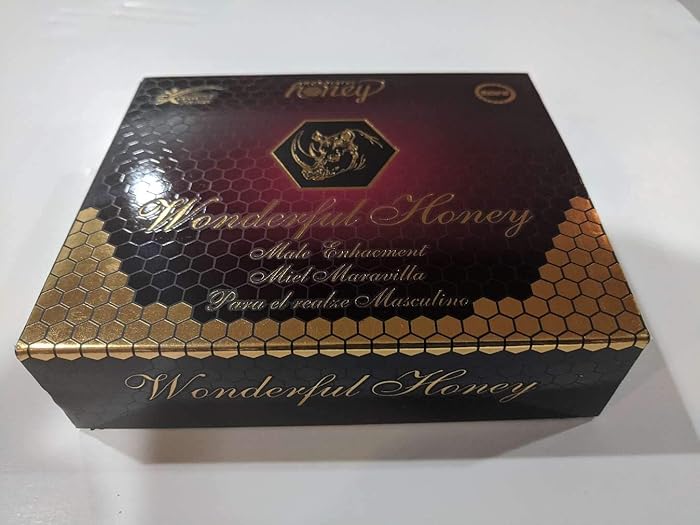 honey
Wonderful Honey
Male Enhacment
Miel Maravilla
Para el realze Masculino
Wonderful Honey